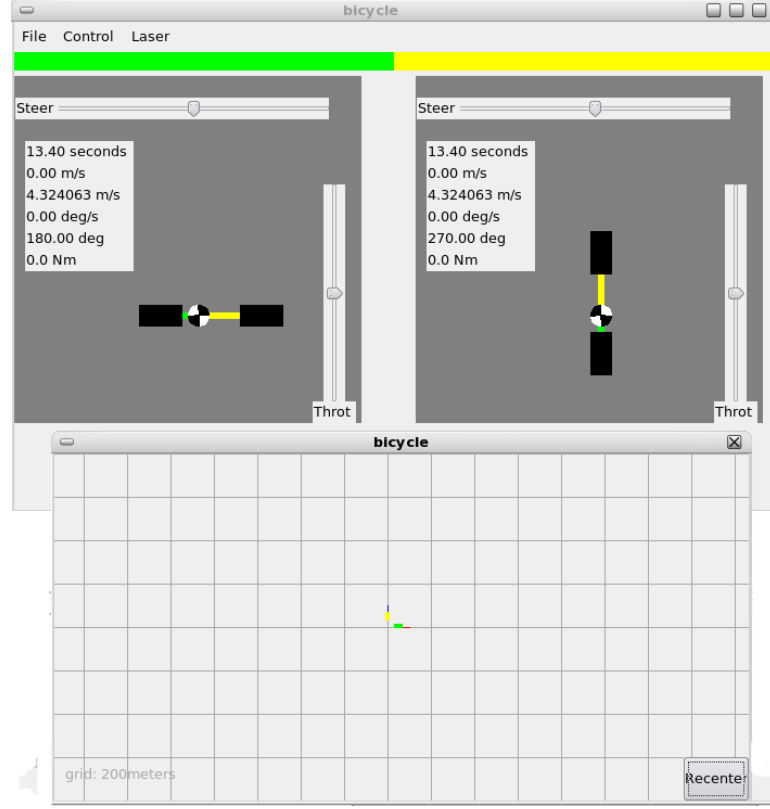 bicycle
File Control Laser
Steer
13.40 seconds
0.00 m/s
4.324063 m/s
0.00 deg/s
180.00 deg
0.0 Nm
Throt
Steer
13.40 seconds
0.00 m/s
4.324063 m/s
0.00 deg/s
270.00 deg
0.0 Nm
Throt
bicycle
grid: 200meters
Recenter